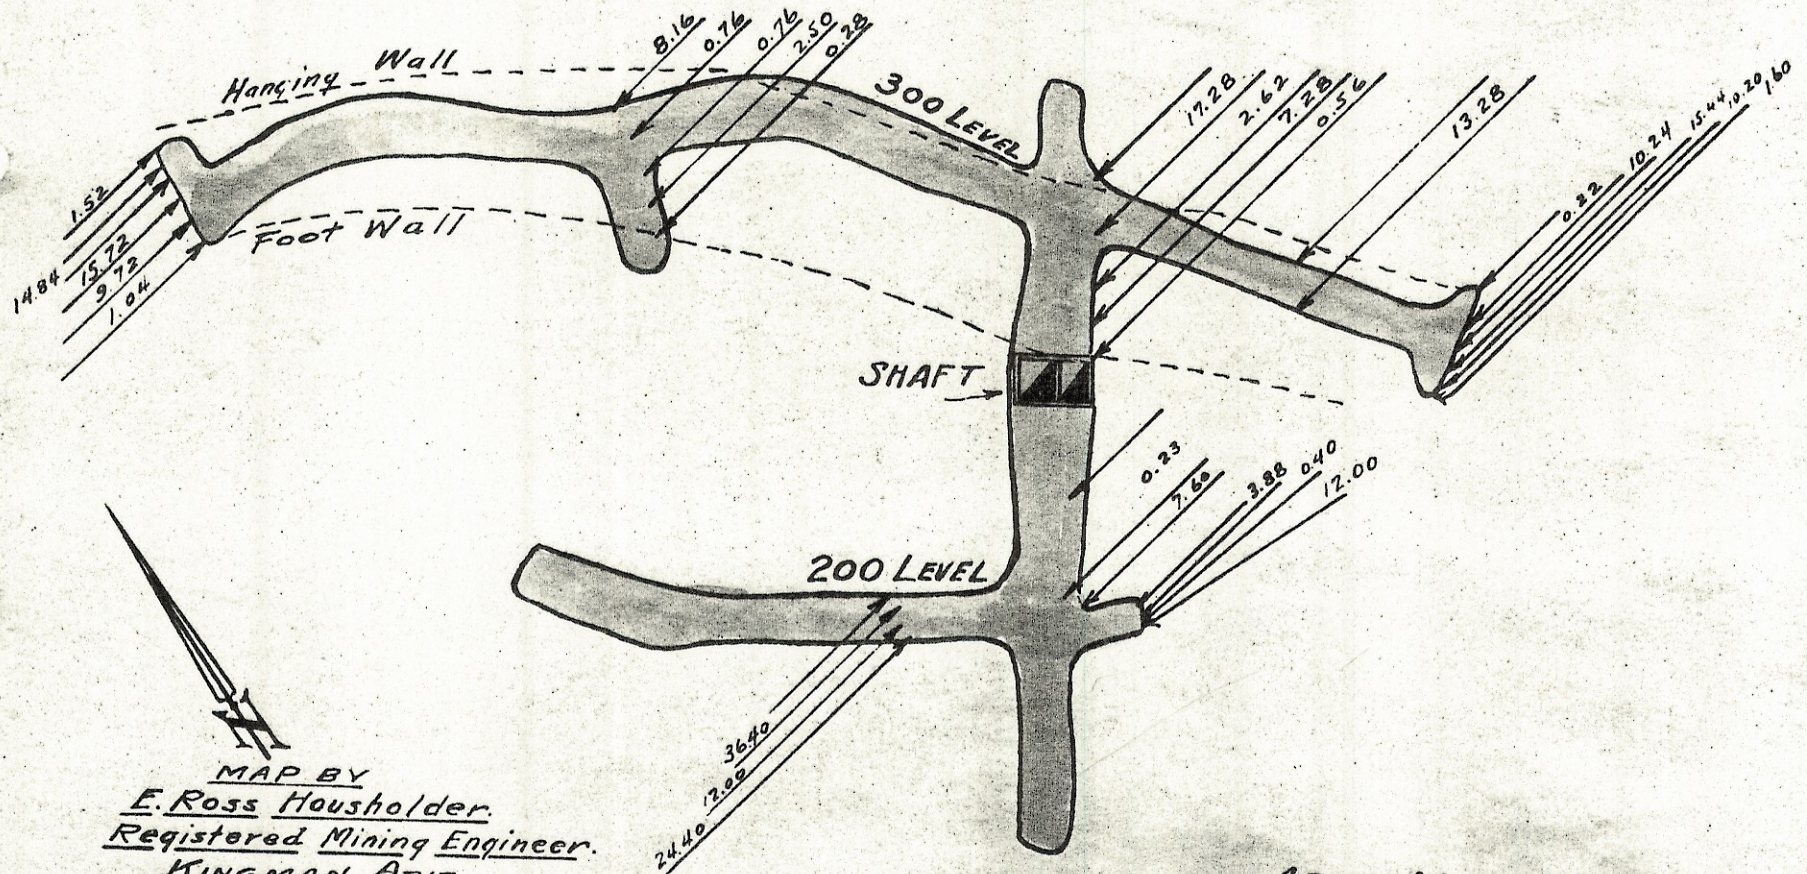 8.16
0.76
0.76
2.50
0.28
Hanging Wall
300 LEVEL
17.28
2.62
7.28
0.56
13.28
0.22
10.24
15.44
10.20
1.60
1.52
14.84
15.72
9.72
1.04
Foot Wall
SHAFT
0.23
7.60
3.88
0.40
12.00
200 LEVEL
36.40
12.00
24.40
N
MAP BY
E. Ross Housholder.
Registered Mining Engineer.
KINGMAN